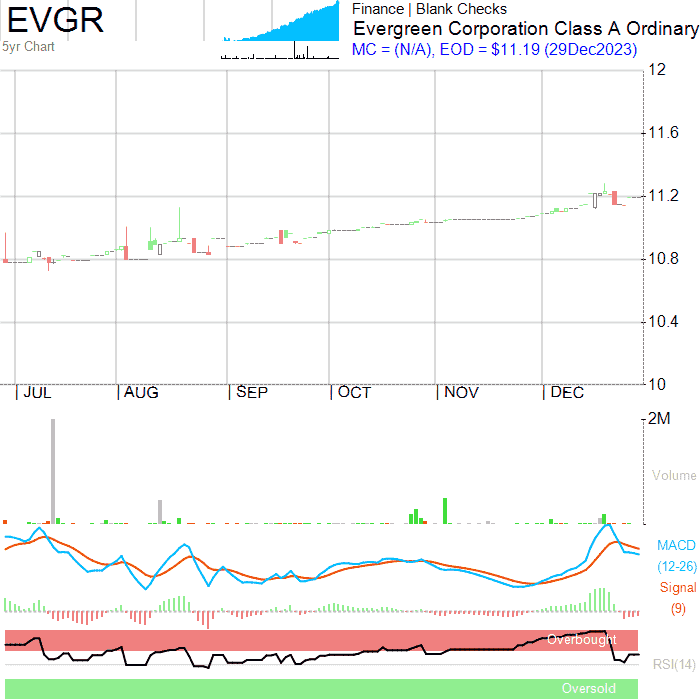 EVGR
5yr Chart
Finance | Blank Checks
Evergreen Corporation Class A Ordinary
MC = (N/A), EOD = $11.19 (29Dec2023)
12
11.6
11.2
10.8
10.4
10
JUL AUG SEP OCT NOV DEC
2M
Volume
MACD
(12-26)
Signal
(9)
Overbought
RSI(14)
Oversold